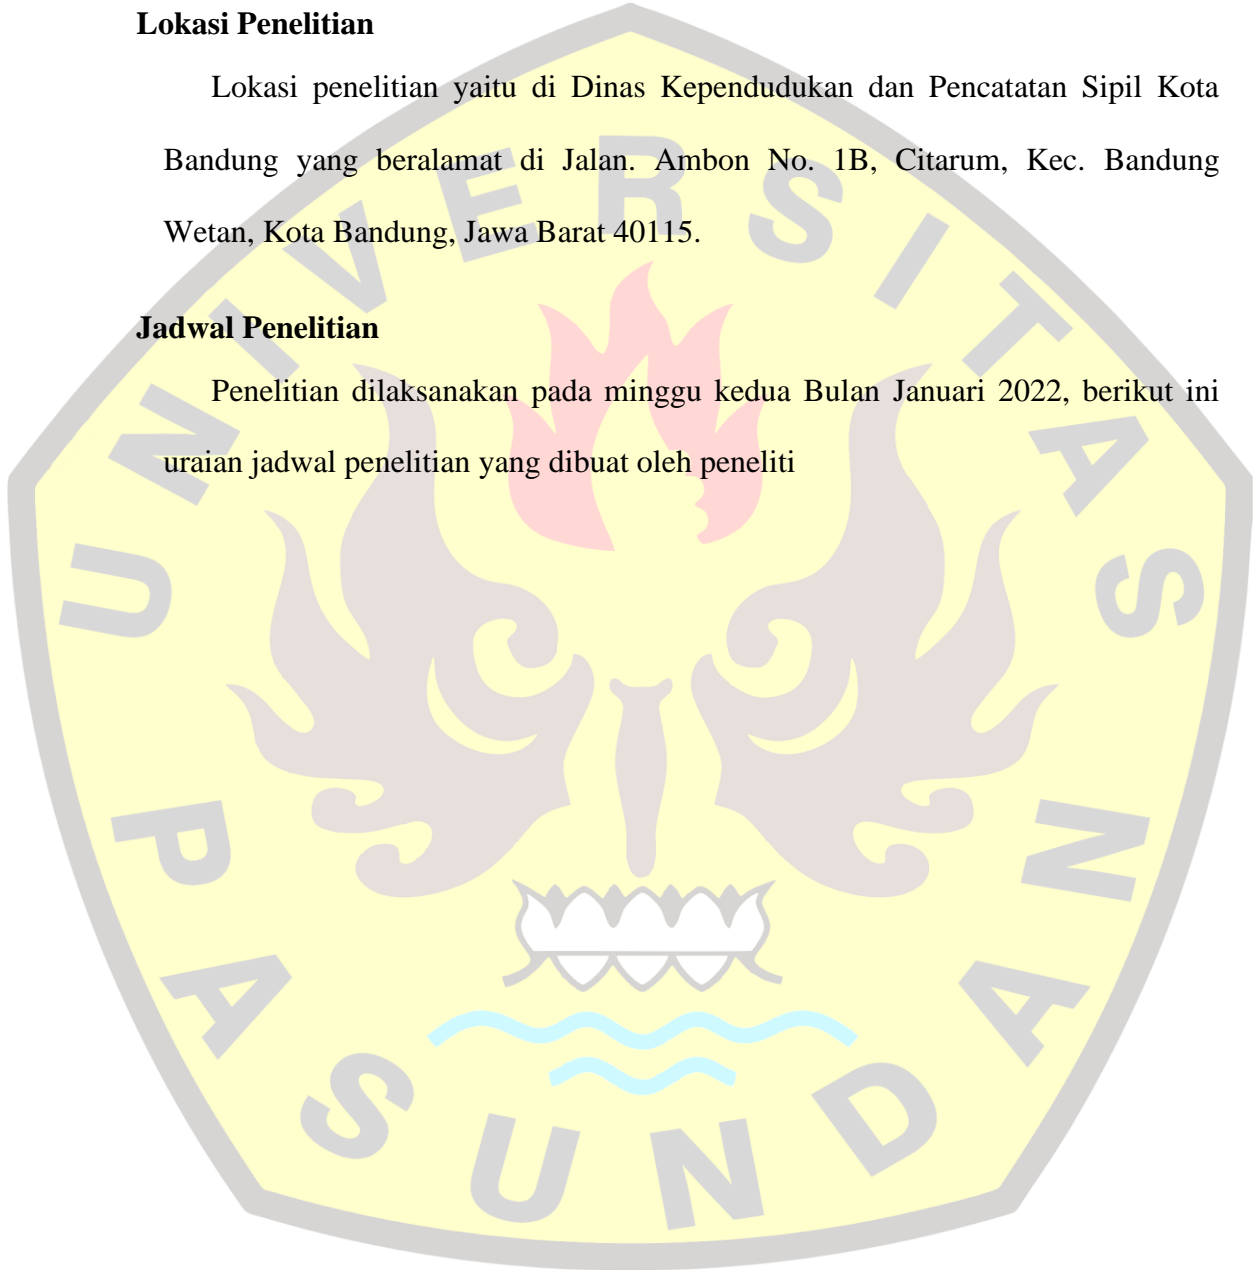 Lokasi Penelitian
Lokasi penelitian yaitu di Dinas Kependudukan dan Pencatatan Sipil Kota
Bandung yang beralamat di Jalan. Ambon No. 1B, Citarum, Kec. Bandung
Wetan, Kota Bandung, Jawa Barat 40115.
Jadwal Penelitian
Penelitian dilaksanakan pada minggu kedua Bulan Januari 2022, berikut ini
uraian jadwal penelitian yang dibuat oleh peneliti
UNIVERSITAS
PASUNDAN